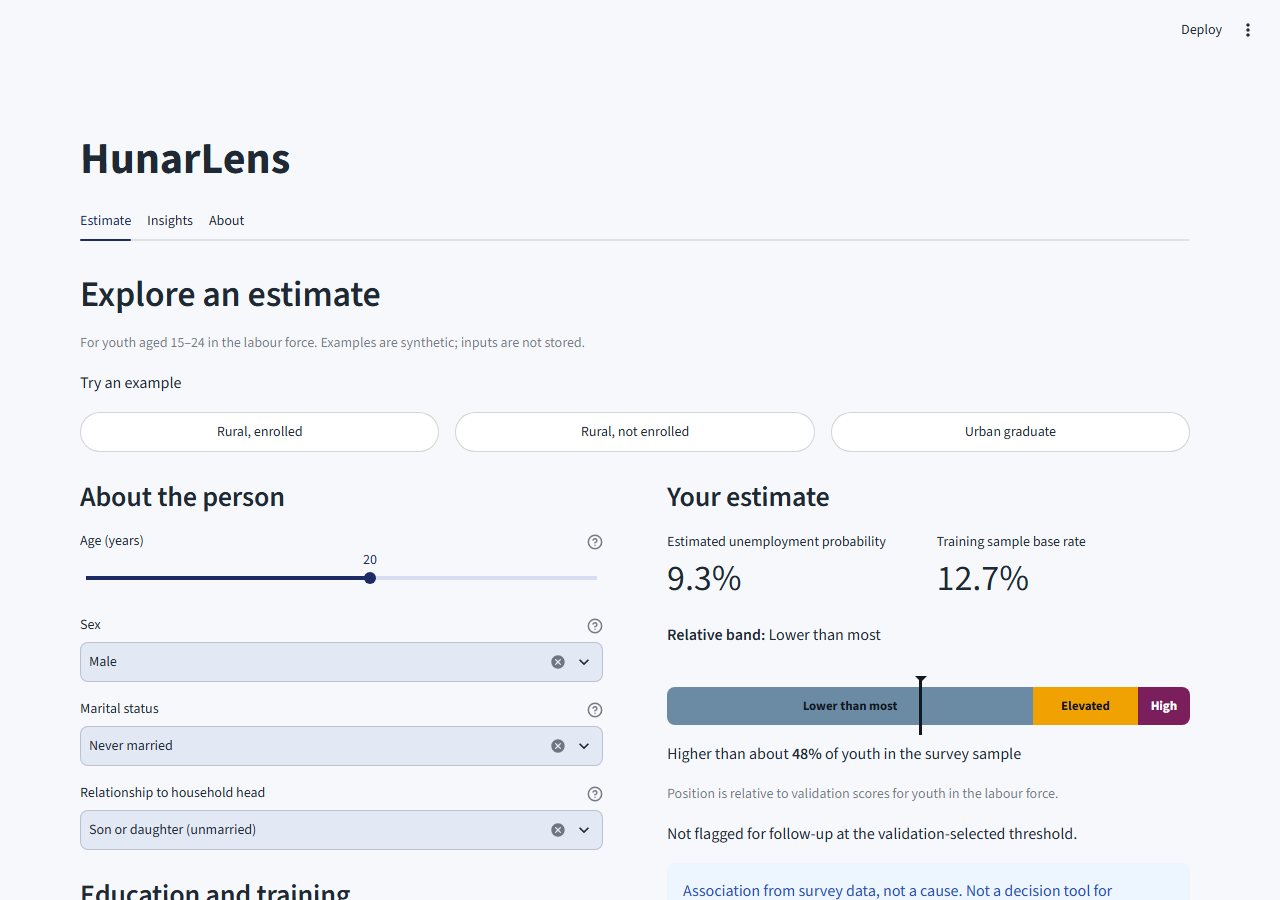 Deploy
HunarLens
Estimate Insights About
Explore an estimate
For youth aged 15–24 in the labour force. Examples are synthetic; inputs are not stored.
Try an example
Rural, enrolled
Rural, not enrolled
Urban graduate
About the person
Age (years)
20
Sex
Male
Marital status
Never married
Relationship to household head
Son or daughter (unmarried)
Education and training
Your estimate
Estimated unemployment probability
9.3%
Training sample base rate
12.7%
Relative band: Lower than most
Lower than most
Elevated
High
Higher than about 48% of youth in the survey sample
Position is relative to validation scores for youth in the labour force.
Not flagged for follow-up at the validation-selected threshold.
Association from survey data, not a cause. Not a decision tool for